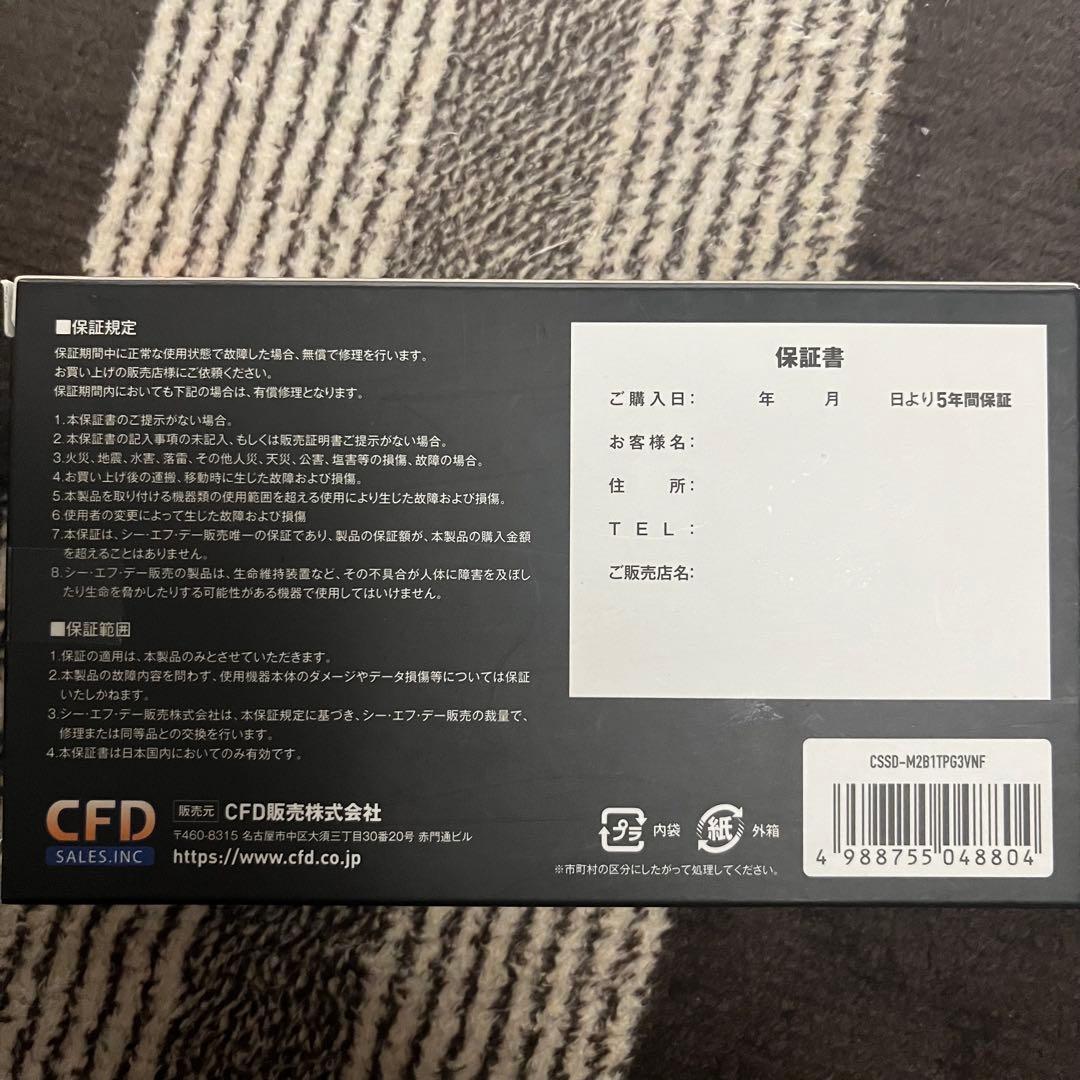 ■保証規定
保証期間中に正常な使用状態で故障した場合、無償で修理を行います。
お買い上げの販売店様にご依頼ください。
保証期間内においても下記の場合は、有償修理となります。
1.本保証書のご提示がない場合。
2.本保証書の記入事項の未記入、もしくは販売証明書ご提示がない場合。
3.火災、地震、水害、落雷、その他人災、天災、公害、塩害等の損傷、故障の場合。
4.お買い上げ後の運搬、移動時に生じた故障および損傷。
5.本製品を取り付ける機器類の使用範囲を超える使用により生じた故障および損傷。
6.使用者の変更によって生じた故障および損傷
7.本保証は、シー・エフ・デー販売唯一の保証であり、製品の保証額が、本製品の購入金額
を超えることはありません。
8.シー・エフ・デー販売の製品は、生命維持装置など、その不具合が人体に障害を及ぼし
たり生命を脅かしたりする可能性がある機器で使用してはいけません。
■保証範囲
1.保証の適用は、本製品のみとさせていただきます。
2.本製品の故障内容を問わず、使用機器本体のダメージやデータ損傷等については保証
いたしかねます。
3.シー・エフ・デー販売株式会社は、本保証規定に基づき、シー・エフ・デー販売の裁量で、
修理または同等品との交換を行います。
4.本保証書は日本国内においてのみ有効です。
CFD
SALES.INC
販売元 CFD販売株式会社
〒460-8315 名古屋市中区大須三丁目30番20号 赤門通ビル
https://www.cfd.co.jp
保証書
ご購入日: 年 月 日より5年間保証
お客様名:
住 所:
TEL:
ご販売店名:
プラ 内袋 紙 外箱
※市町村の区分にしたがって処理してください。
CSSD-M2B1TPG3VNF
4 988755 048804